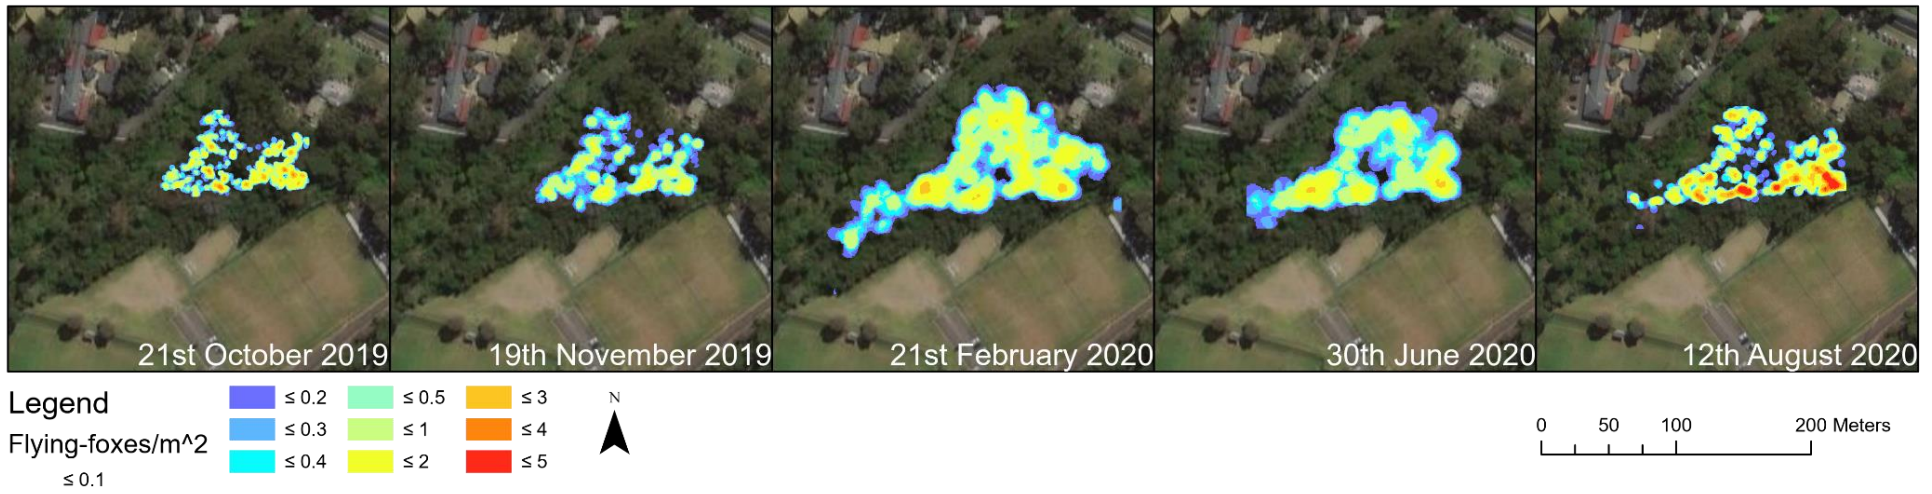 21st October 2019
19th November 2019
21st February 2020
30th June 2020
12th August 2020
Legend
Flying-foxes/m^2
≤ 0.1
≤ 0.2
≤ 0.3
≤ 0.4
≤ 0.5
≤ 1
≤ 2
≤ 3
≤ 4
≤ 5
N
0 50 100 200 Meters